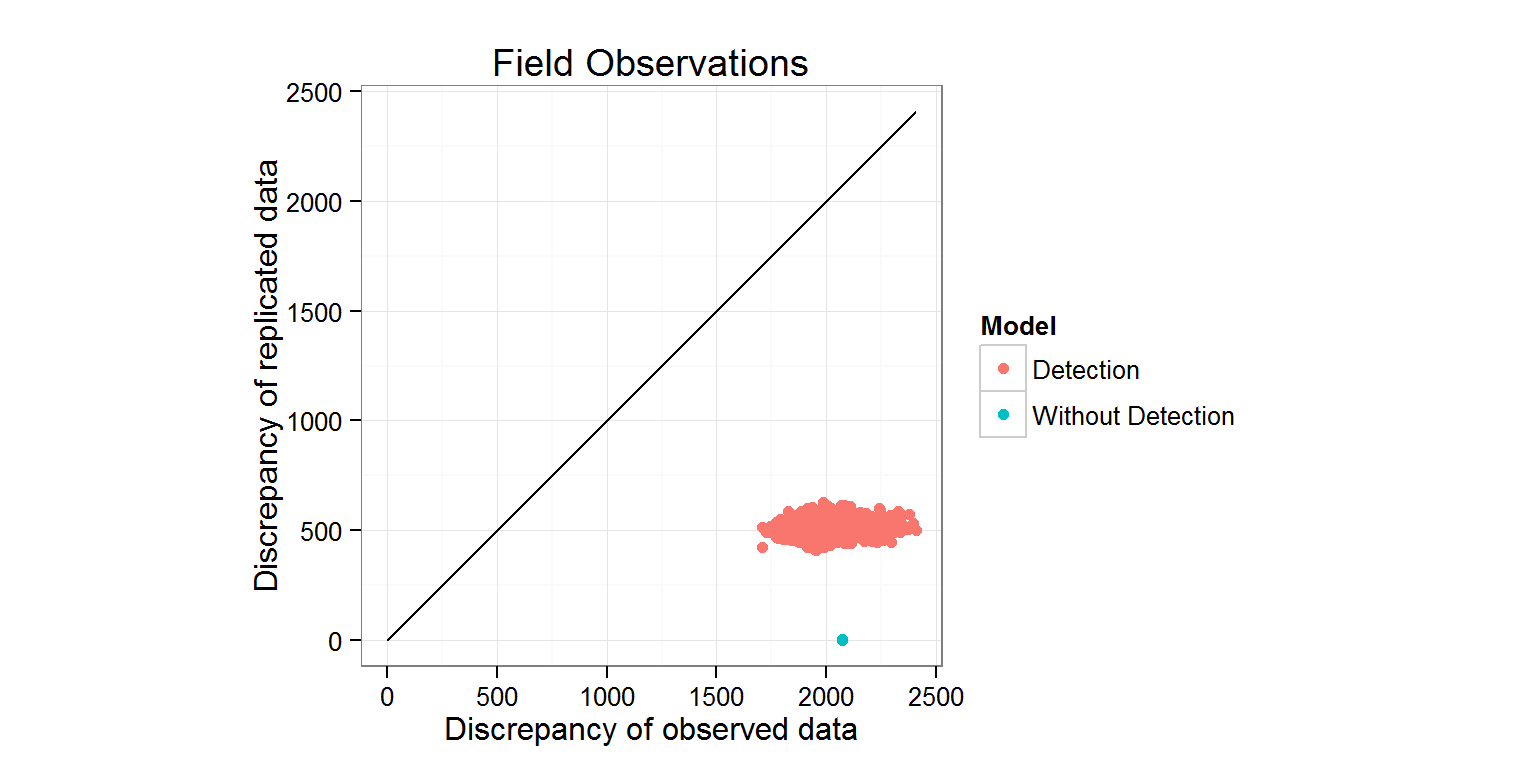 Field Observations
2500
2000
1500
1000
500
0
Discrepancy of replicated data
0 500 1000 1500 2000 2500
Discrepancy of observed data
Model
Detection
Without Detection